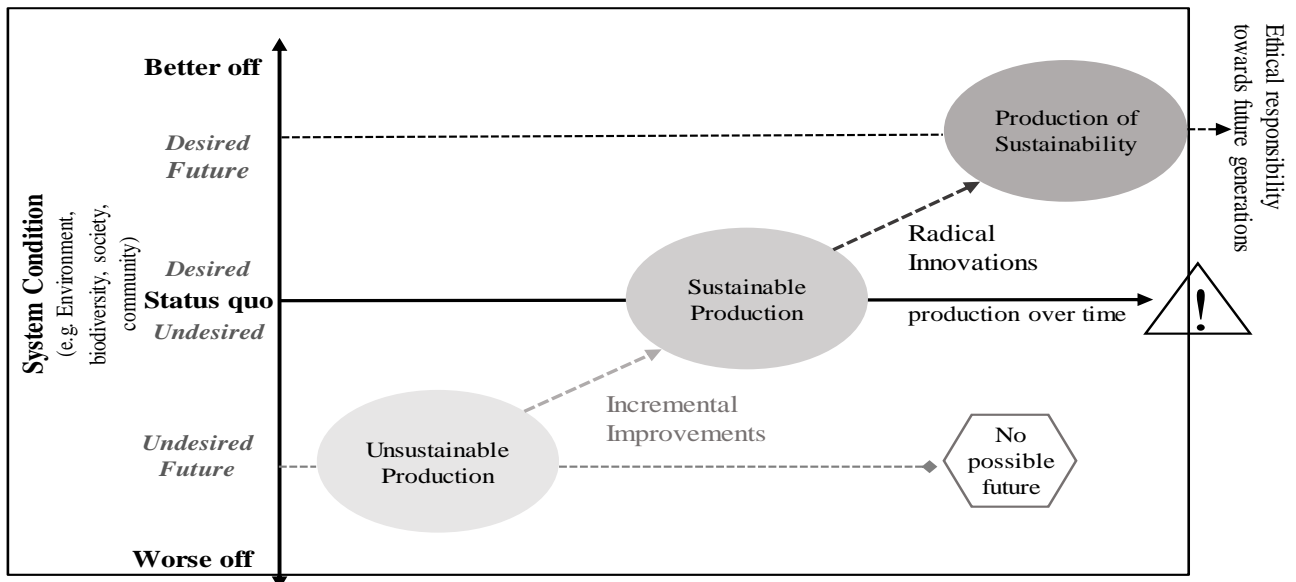 Better off
Desired
Future
System Condition
(e.g. Environment,
biodiversity, society,
community)
Desired
Status quo
Undesired
Undesired
Future
Worse off
Unsustainable
Production
Incremental
Improvements
Sustainable
Production
Radical
Innovations
Production of
Sustainability
production over time
!
No
possible
future
Ethical responsibility
towards future generations